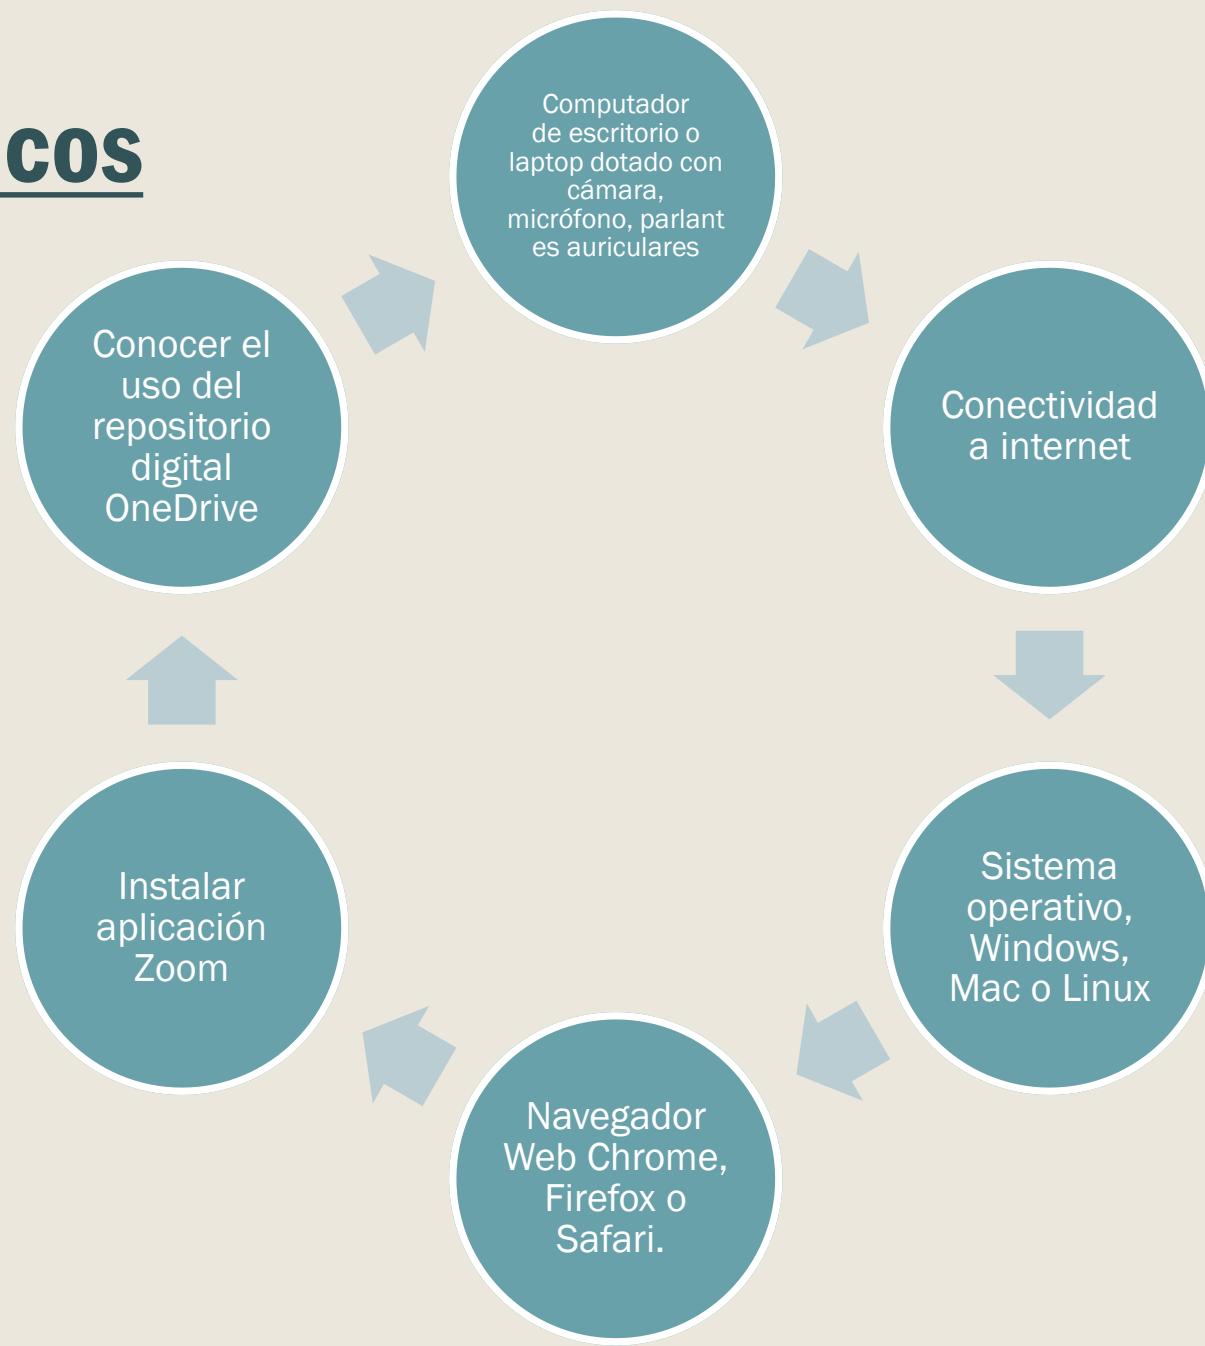 cos
Computador
de escritorio o
laptop dotado con
cámara,
micrófono, parlant
es auriculares
Conectividad
a internet
Sistema
operativo,
Windows,
Mac o Linux
Navegador
Web Chrome,
Firefox o
Safari.
Instalar
aplicación
Zoom
Conocer el
uso del
repositorio
digital
OneDrive